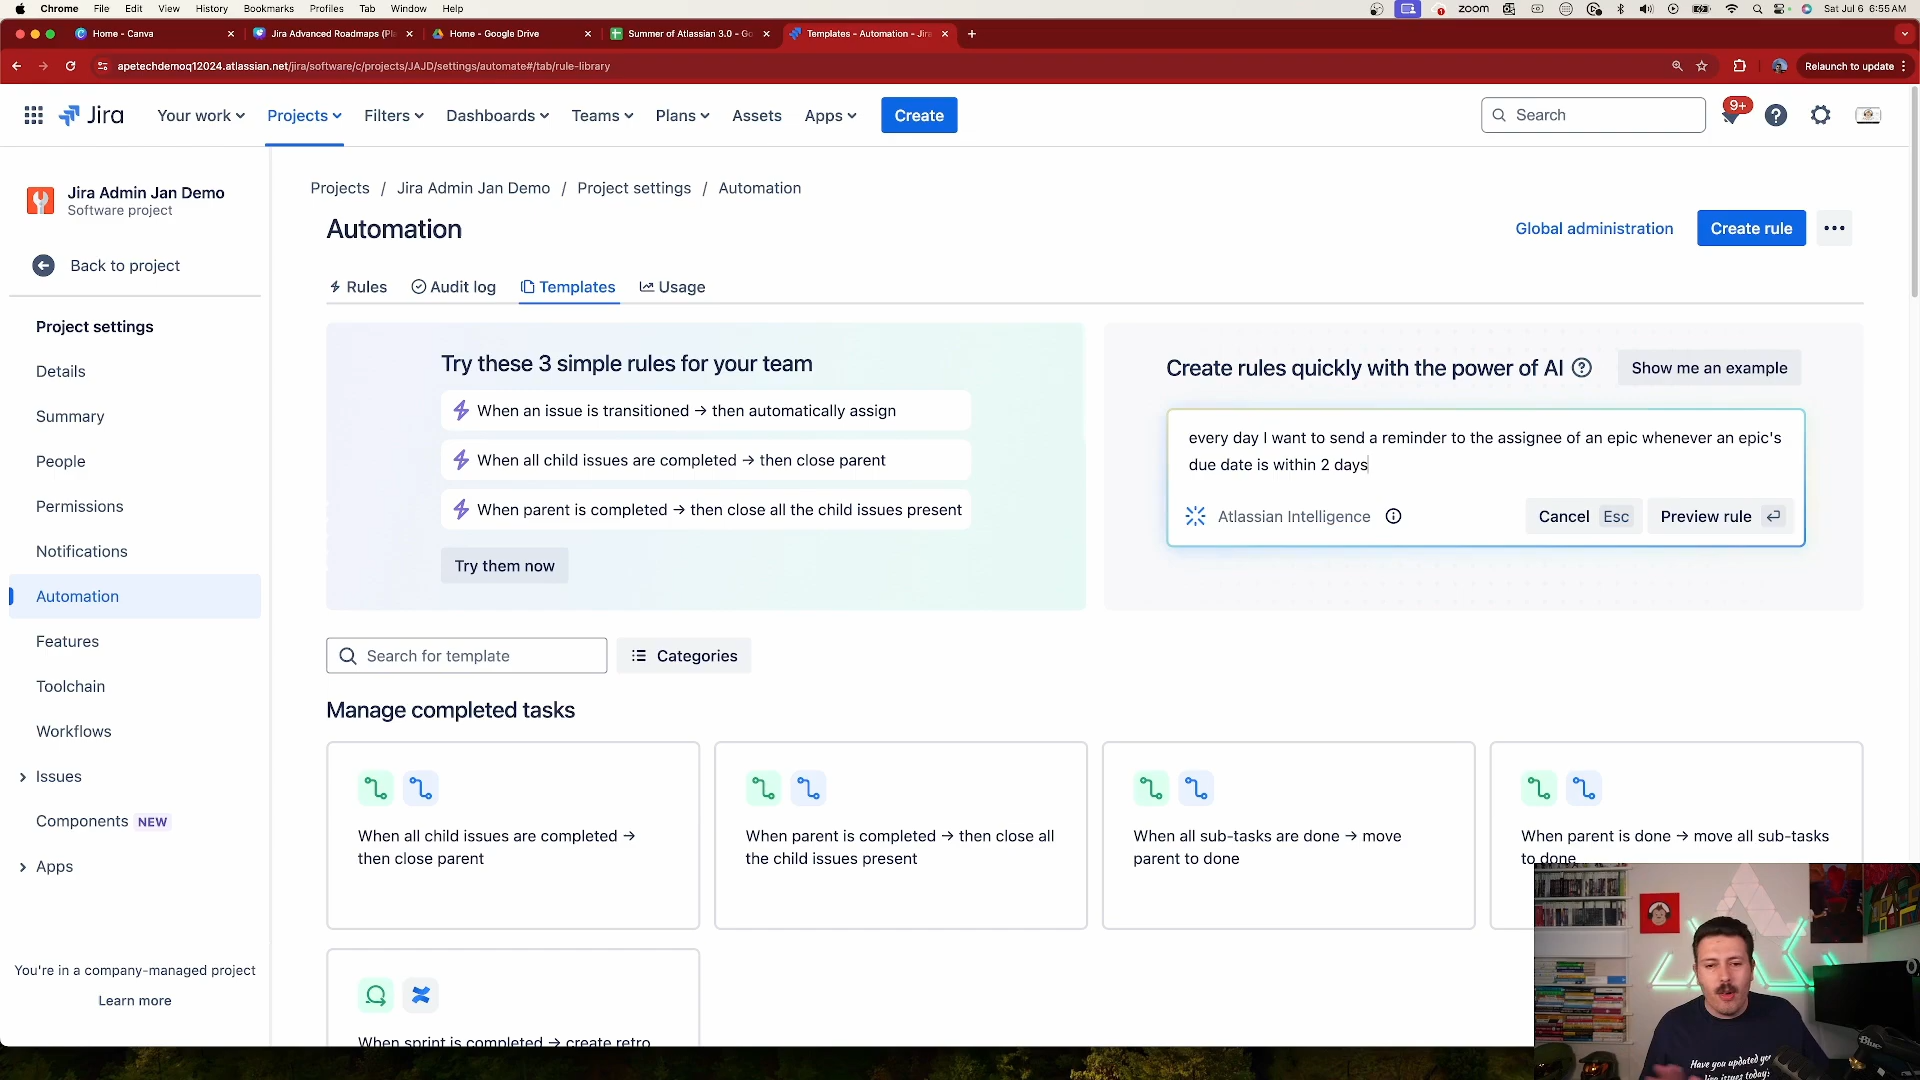 Chrome File Edit View History Bookmarks Profiles Tab Window Help
zoom Sat Jul 6 6:55 AM
Home - Canva
Jira Advanced Roadmaps (Pla
Home - Google Drive
Summer of Atlassian 3.0 - Go
Templates - Automation - Jira
apetechdemoq12024.atlassian.net/jira/software/c/projects/JAJD/settings/automate#/tab/rule-library
Relaunch to update
Jira Your work Projects Filters Dashboards Teams Plans Assets Apps Create
Search
9+
Jira Admin Jan Demo
Software project
Back to project
Project settings
Details
Summary
People
Permissions
Notifications
Automation
Features
Toolchain
Workflows
Issues
Components NEW
Apps
You're in a company-managed project
Learn more
Projects / Jira Admin Jan Demo / Project settings / Automation
Automation
Global administration
Create rule
Rules Audit log Templates Usage
Try these 3 simple rules for your team
When an issue is transitioned → then automatically assign
When all child issues are completed → then close parent
When parent is completed → then close all the child issues present
Try them now
Create rules quickly with the power of AI
Show me an example
every day I want to send a reminder to the assignee of an epic whenever an epic's
due date is within 2 days
Atlassian Intelligence
Cancel Esc
Preview rule
Search for template
Categories
Manage completed tasks
When all child issues are completed →
then close parent
When parent is completed → then close all
the child issues present
When all sub-tasks are done → move
parent to done
When parent is done → move all sub-tasks
to done
When sprint is completed → create retro
Have you updated yo
Jira issues today?
Blue